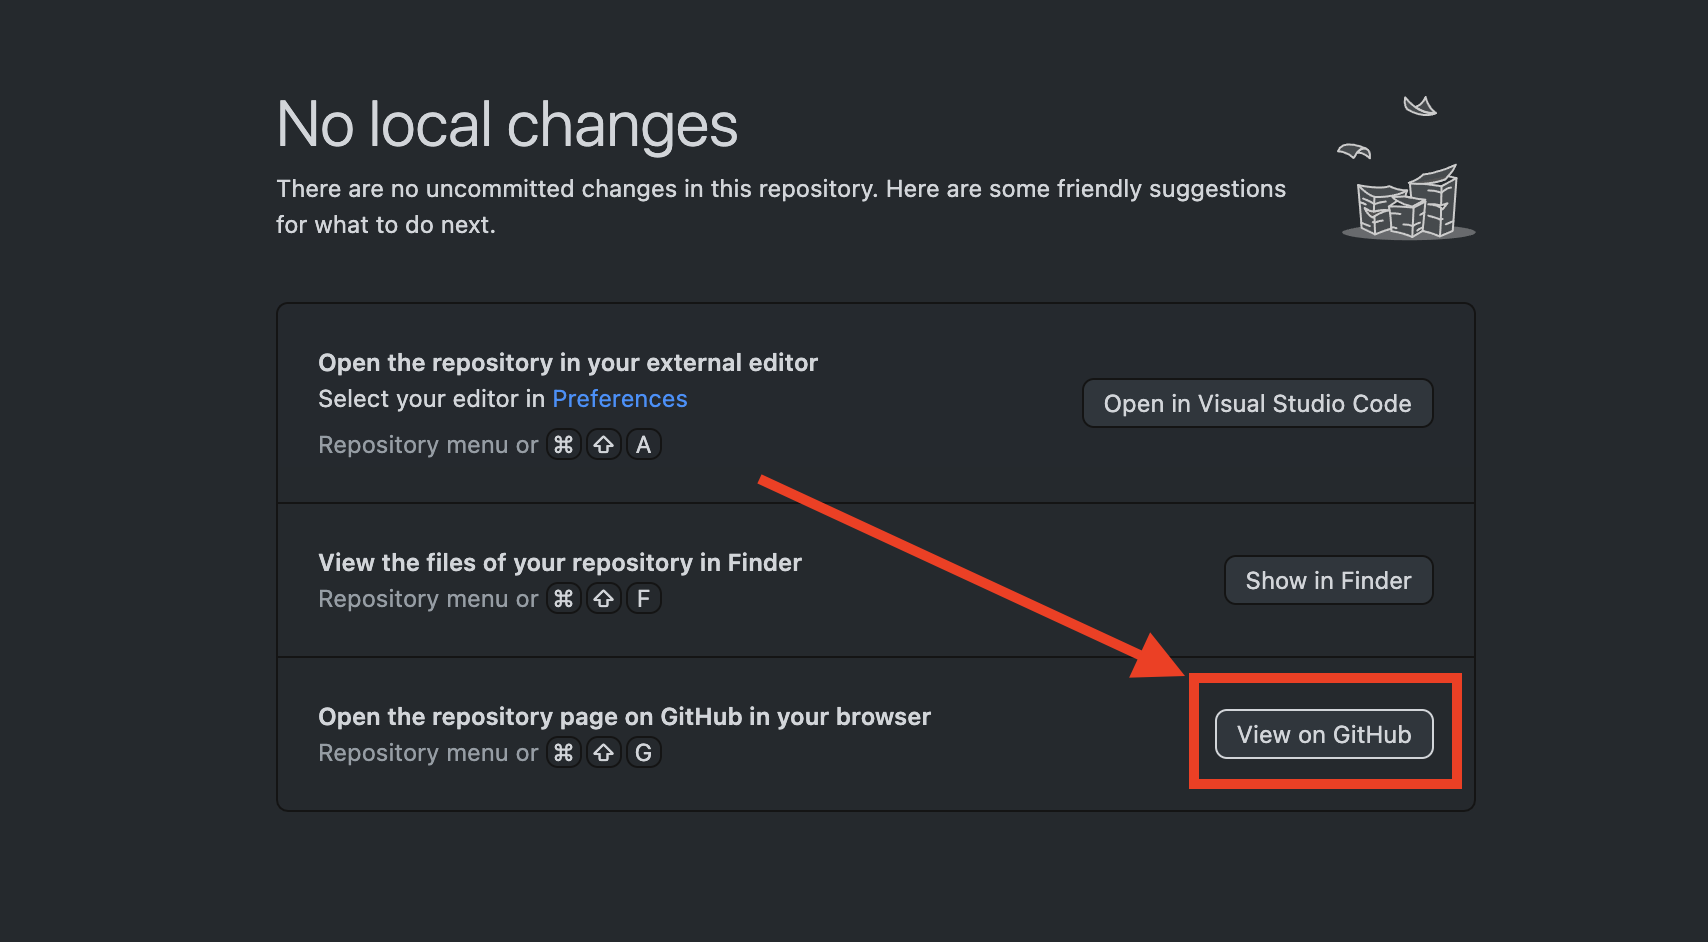 No local changes
There are no uncommitted changes in this repository. Here are some friendly suggestions
for what to do next.
Open the repository in your external editor
Select your editor in Preferences
Open in Visual Studio Code
Repository menu or ⌘ ⇧ A
View the files of your repository in Finder
Show in Finder
Repository menu or ⌘ ⇧ F
Open the repository page on GitHub in your browser
View on GitHub
Repository menu or ⌘ ⇧ G